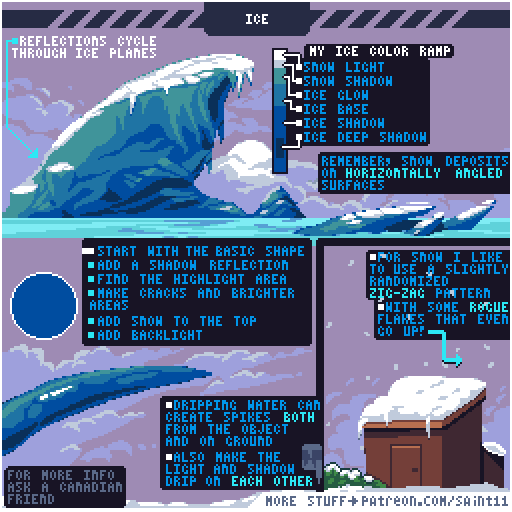 ICE
REFLECTIONS CYCLE
THROUGH ICE PLANES
MY ICE COLOR RAMP
SNOW LIGHT
SNOW SHADOW
ICE GLOW
ICE BASE
ICE SHADOW
ICE DEEP SHADOW
REMEMBER, SNOW DEPOSITS
ON HORIZONTALLY ANGLED
SURFACES
START WITH THE BASIC SHAPE
ADD A SHADOW REFLECTION
FIND THE HIGHLIGHT AREA
MAKE CRACKS AND BRIGHTER
AREAS
ADD SNOW TO THE TOP
ADD BACKLIGHT
FOR SNOW I LIKE
TO USE A SLIGHTLY
RANDOMIZED
ZIG-ZAG PATTERN
WITH SOME ROGUE
FLAKES THAT EVEN
GO UP!
DRIPPING WATER CAN
CREATE SPIKES BOTH
FROM THE OBJECT
AND ON GROUND
ALSO MAKE THE
LIGHT AND SHADOW
DRIP ON EACH OTHER
FOR MORE INFO
ASK A CANADIAN
FRIEND
MORE STUFF→PATREON.COM/SAINT11